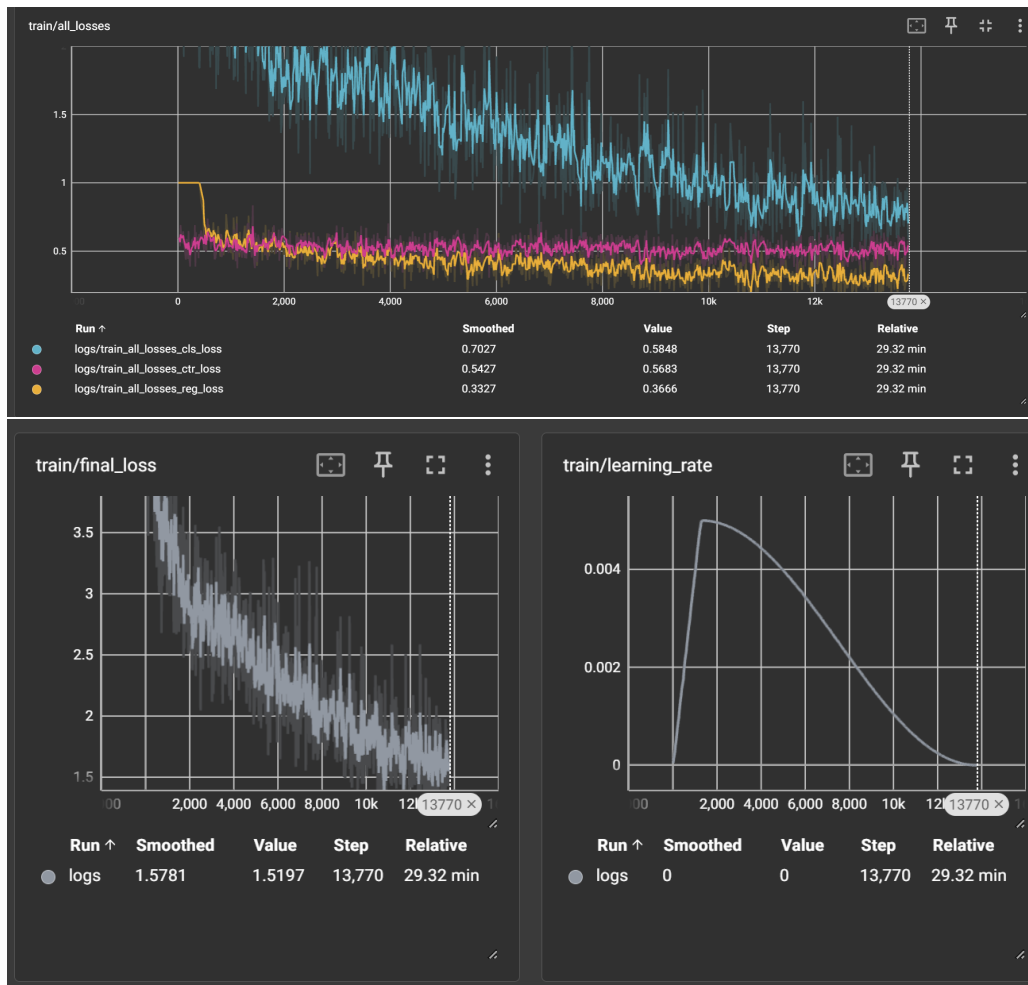 train/all_losses
1.5
1
0.5
0 2,000 4,000 6,000 8,000 10k 12k 13770 ×
Run ↑ Smoothed Value Step Relative
logs/train_all_losses_cls_loss 0.7027 0.5848 13,770 29.32 min
logs/train_all_losses_ctr_loss 0.5427 0.5683 13,770 29.32 min
logs/train_all_losses_reg_loss 0.3327 0.3666 13,770 29.32 min
train/final_loss
3.5
3
2.5
2
1.5
00 2,000 4,000 6,000 8,000 10k 12 13770 ×
Run ↑ Smoothed Value Step Relative
logs 1.5781 1.5197 13,770 29.32 min
train/learning_rate
0.004
0.002
0
00 2,000 4,000 6,000 8,000 10k 12 13770 ×
Run ↑ Smoothed Value Step Relative
logs 0 0 13,770 29.32 min